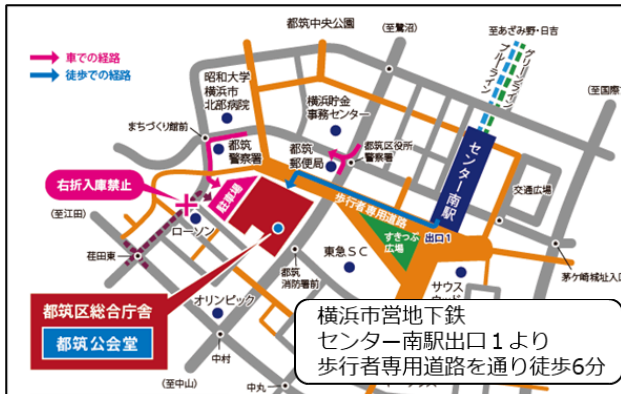 都筑中央公園
(至鷺沼)
センター至あざみ野・日吉
グリーンライン
ブルーライン
車での経路
徒歩での経路
昭和大学
横浜市
北部病院
横浜貯金
事務センター
(至国際
まちづくり館前
都筑
警察署
都筑
郵便局
都筑区役所
警察署前
センター南駅
右折入庫禁止
駐車場
歩行者専用道路
交通広場
(至江田)
ローソン
すきっぷ
広場
出口1
荏田東
東急SC
都筑
消防署前
サウス
ウッド
茅ケ崎城址入口
オリンピック
都筑区総合庁舎
都筑公会堂
中村
(至中山)
中丸
横浜市営地下鉄
センター南駅出口1より
歩行者専用道路を通り徒歩6分